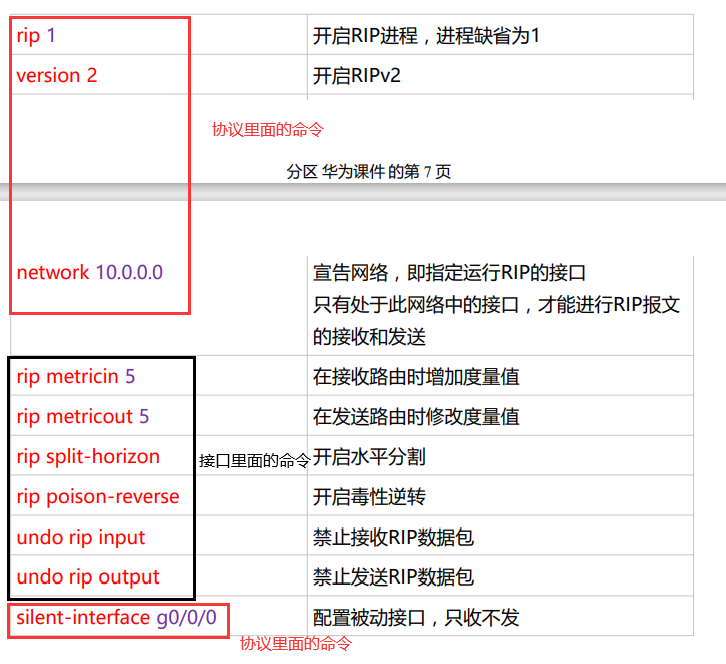 rip 1
开启RIP进程，进程缺省为1
version 2
开启RIPv2
协议里面的命令
分区 华为课件 的第 7 页
network 10.0.0.0
宣告网络，即指定运行RIP的接口
只有处于此网络中的接口，才能进行RIP报文
的接收和发送
rip metricin 5
在接收路由时增加度量值
rip metricout 5
在发送路由时修改度量值
rip split-horizon
接口里面的命令
开启水平分割
rip poison-reverse
开启毒性逆转
undo rip input
禁止接收RIP数据包
undo rip output
禁止发送RIP数据包
silent-interface g0/0/0
配置被动接口，只收不发
协议里面的命令